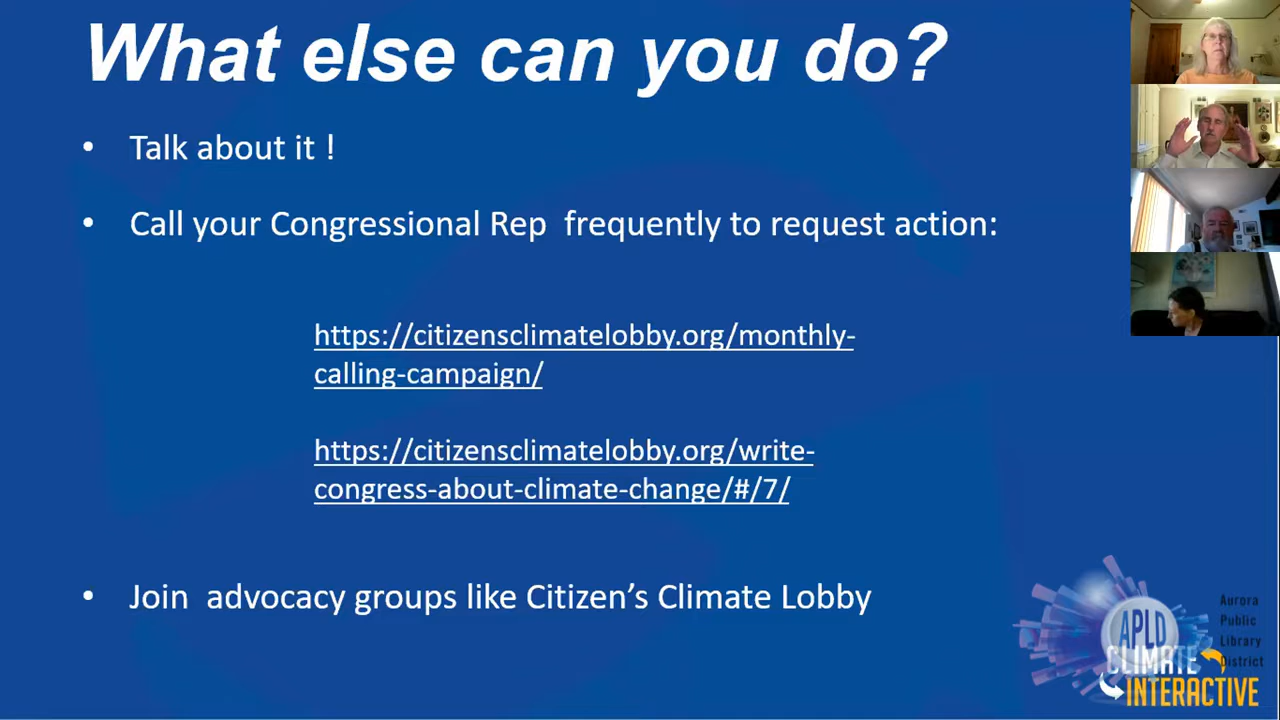 What else can you do?
• Talk about it !
• Call your Congressional Rep  frequently to request action:
https://citizensclimatelobby.org/monthly-
calling-campaign/
https://citizensclimatelobby.org/write-
congress-about-climate-change/#/7/
• Join  advocacy groups like Citizen’s Climate Lobby
APLD
CLIMATE
INTERACTIVE
Aurora
Public
Library
District